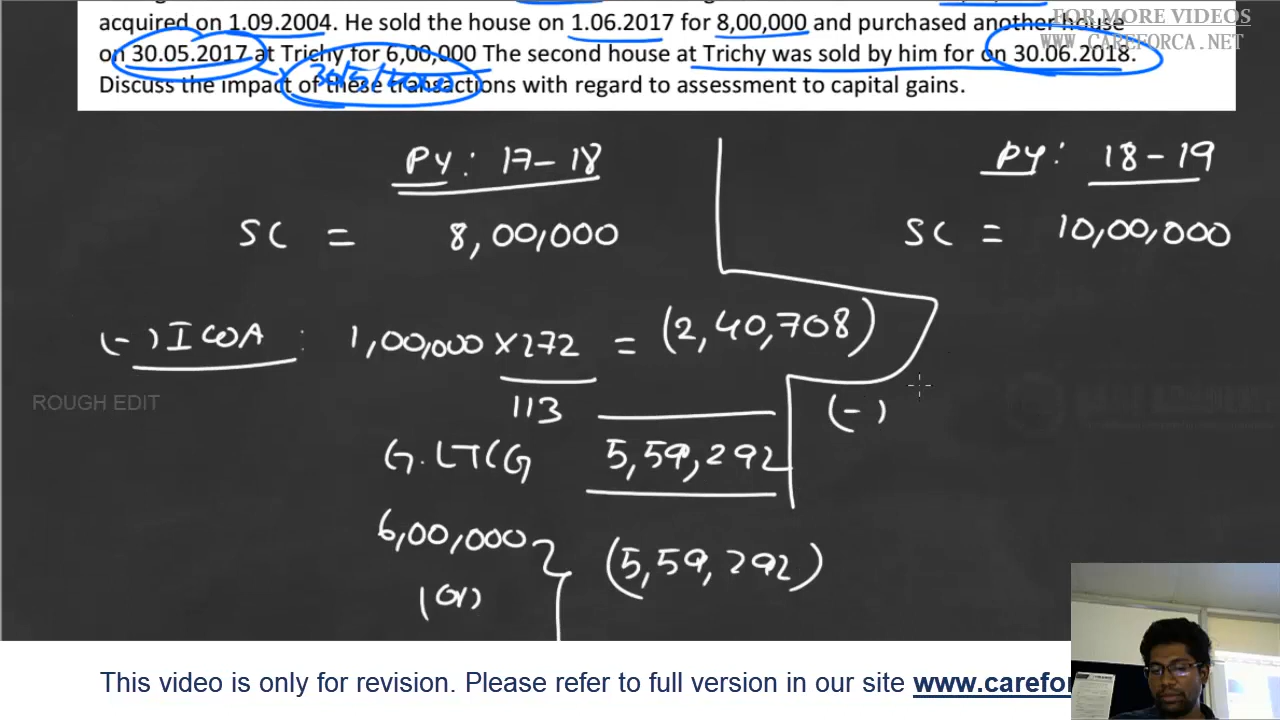 FOR MORE VIDEOS
WWW.CAREFORCA.NET
acquired on 1.09.2004. He sold the house on 1.06.2017 for 8,00,000 and purchased another house
on 30.05.2017 at Trichy for 6,00,000 The second house at Trichy was sold by him for on 30.06.2018.
Discuss the impact of these transactions with regard to assessment to capital gains.
PY: 17-18
PY: 18-19
SC = 8,00,000
SC = 10,00,000
(-) ICOA : 1,00,000 × 272 = (2,40,708)
113
(-)
G.LTCG 5,59,292
6,00,000
(5,59,292)
(or)
ROUGH EDIT
This video is only for revision. Please refer to full version in our site www.carefor